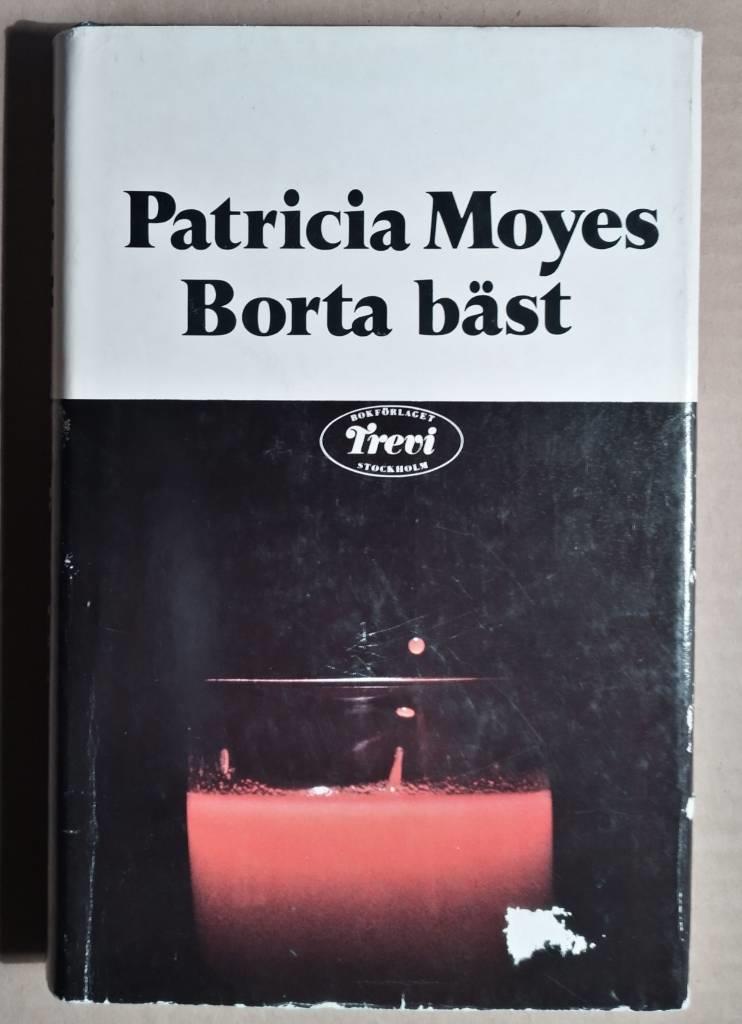 Patricia Moyes
Borta bäst
BOKFÖRLAGET
Trevi
STOCKHOLM